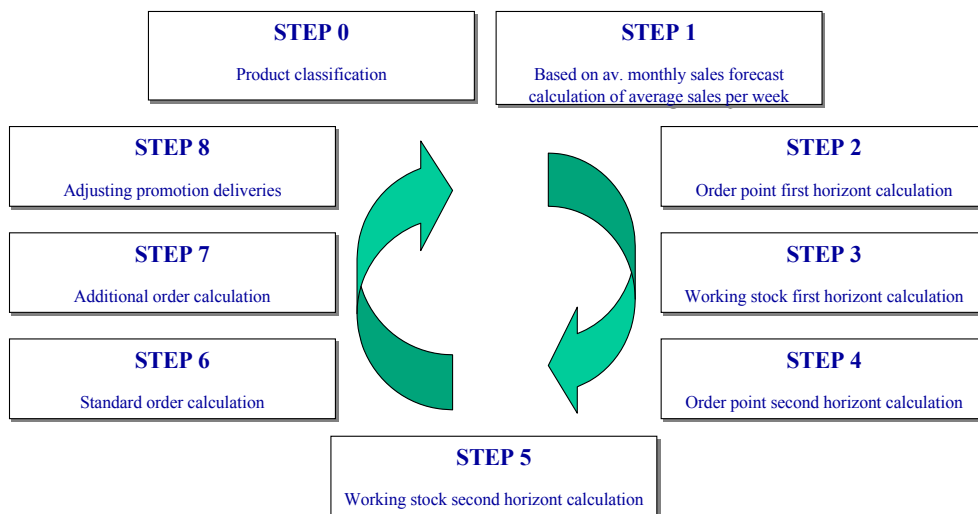 STEP 0
Product classification
STEP 1
Based on av. monthly sales forecast
calculation of average sales per week
STEP 2
Order point first horizont calculation
STEP 3
Working stock first horizont calculation
STEP 4
Order point second horizont calculation
STEP 5
Working stock second horizont calculation
STEP 6
Standard order calculation
STEP 7
Additional order calculation
STEP 8
Adjusting promotion deliveries